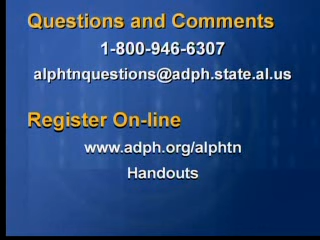 Questions and Comments
1-800-946-6307
alphtnquestions@adph.state.al.us
Register On-line
www.adph.org/alphtn
Handouts